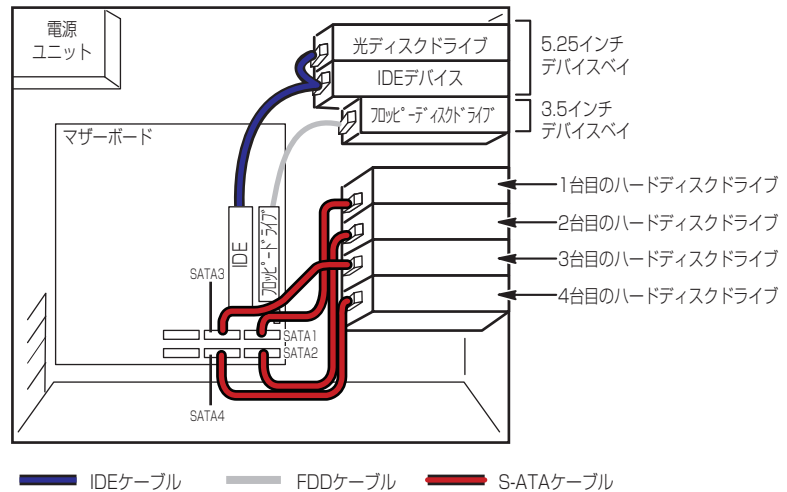 電源
ユニット
光ディスクドライブ
IDEデバイス
フロッピーディスクドライブ
5.25インチ
デバイスベイ
3.5インチ
デバイスベイ
マザーボード
1台目のハードディスクドライブ
2台目のハードディスクドライブ
3台目のハードディスクドライブ
4台目のハードディスクドライブ
IDE
フロッピードライブ
SATA3
SATA1
SATA2
SATA4
IDEケーブル
FDDケーブル
S-ATAケーブル